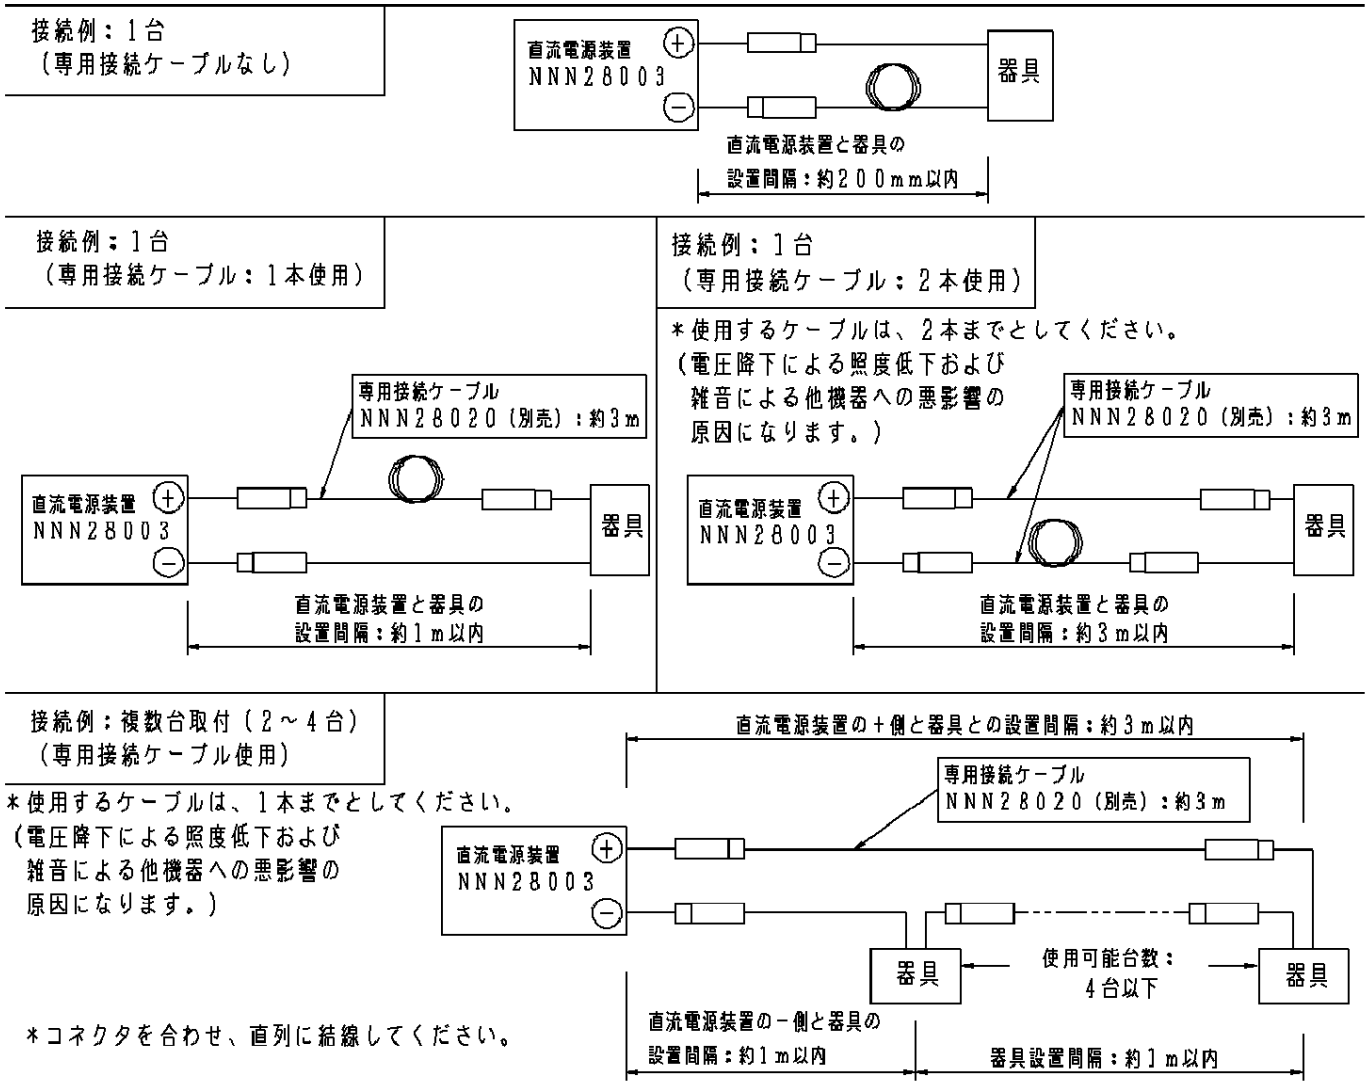 接続例：1台
（専用接続ケーブルなし）
直流電源装置
NNN28003
＋
－
器具
直流電源装置と器具の
設置間隔：約200mm以内
接続例：1台
（専用接続ケーブル：1本使用）
専用接続ケーブル
NNN28020（別売）：約3m
直流電源装置
NNN28003
＋
－
器具
直流電源装置と器具の
設置間隔：約1m以内
接続例：1台
（専用接続ケーブル：2本使用）
＊使用するケーブルは、2本までとしてください。
（電圧降下による照度低下および
雑音による他機器への悪影響の
原因になります。）
専用接続ケーブル
NNN28020（別売）：約3m
直流電源装置
NNN28003
＋
－
器具
直流電源装置と器具の
設置間隔：約3m以内
接続例：複数台取付（2～4台）
（専用接続ケーブル使用）
＊使用するケーブルは、1本までとしてください。
（電圧降下による照度低下および
雑音による他機器への悪影響の
原因になります。）
直流電源装置の＋側と器具との設置間隔：約3m以内
専用接続ケーブル
NNN28020（別売）：約3m
直流電源装置
NNN28003
＋
－
器具
使用可能台数：
4台以下
器具
直流電源装置の－側と器具の
設置間隔：約1m以内
器具設置間隔：約1m以内
＊コネクタを合わせ、直列に結線してください。